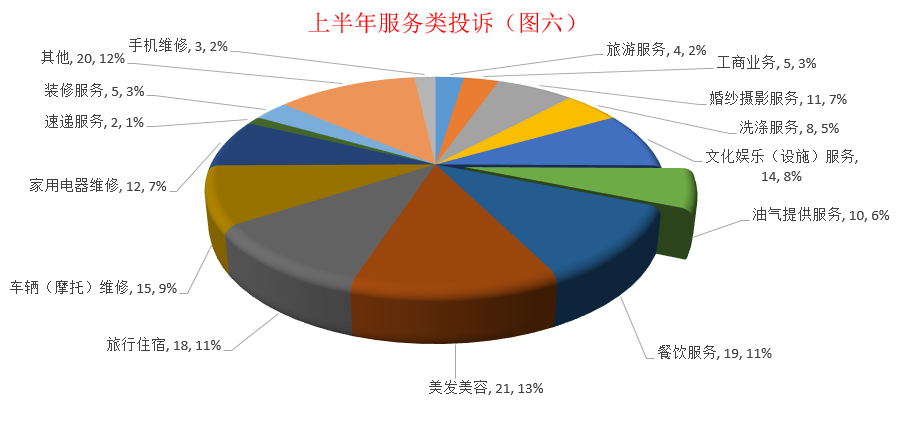 上半年服务类投诉（图六）
手机维修, 3, 2%
旅游服务, 4, 2%
其他, 20, 12%
工商业务, 5, 3%
装修服务, 5, 3%
婚纱摄影服务, 11, 7%
速递服务, 2, 1%
洗涤服务, 8, 5%
文化娱乐（设施）服务,
14, 8%
家用电器维修, 12, 7%
油气提供服务, 10, 6%
车辆（摩托）维修, 15, 9%
旅行住宿, 18, 11%
餐饮服务, 19, 11%
美发美容, 21, 13%